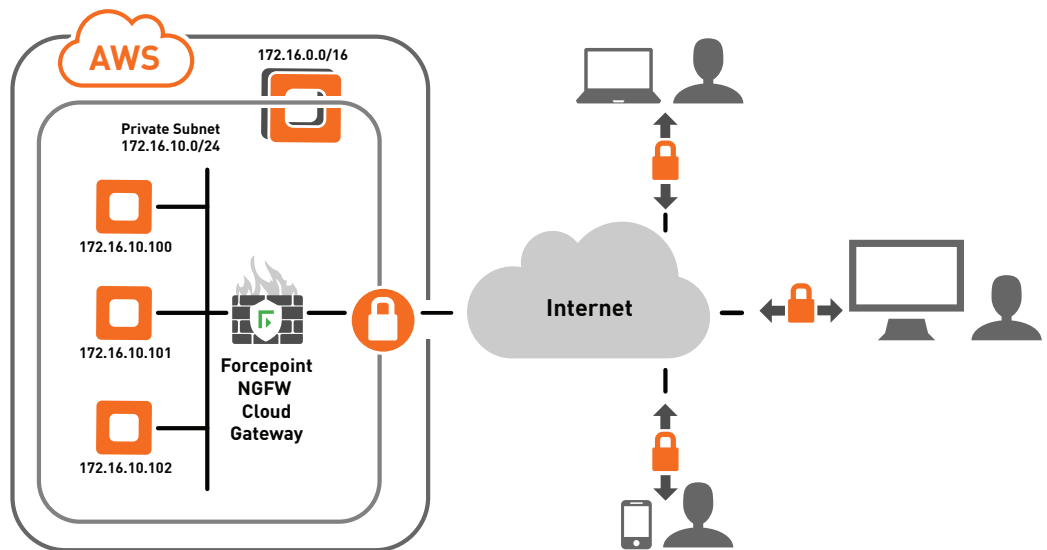 AWS
172.16.0.0/16
Private Subnet
172.16.10.0/24
172.16.10.100
172.16.10.101
172.16.10.102
Forcepoint
NGFW
Cloud
Gateway
Internet